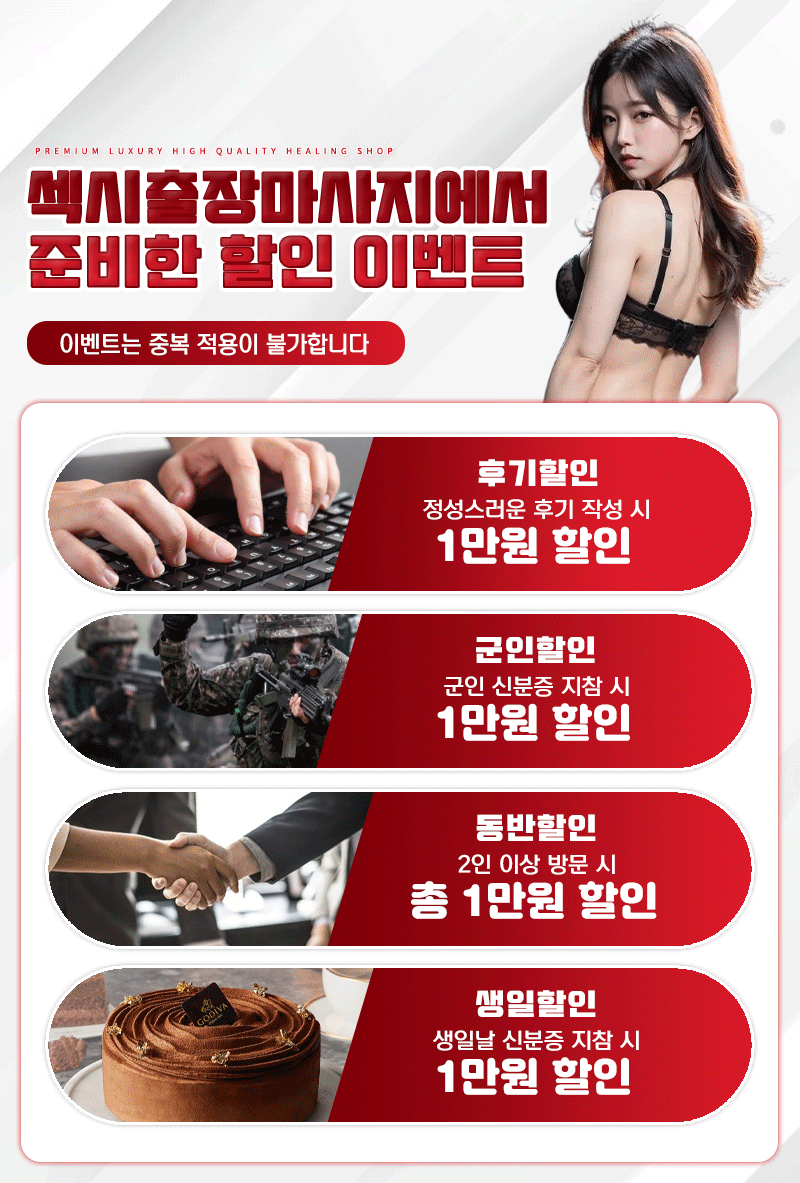 PREMIUM LUXURY HIGH QUALITY HEALING SHOP
섹시출장마사지에서
준비한 할인 이벤트
이벤트는 중복 적용이 불가합니다
후기할인
정성스러운 후기 작성 시
1만원 할인
군인할인
군인 신분증 지참 시
1만원 할인
동반할인
2인 이상 방문 시
총 1만원 할인
GODIVA
생일할인
생일날 신분증 지참 시
1만원 할인